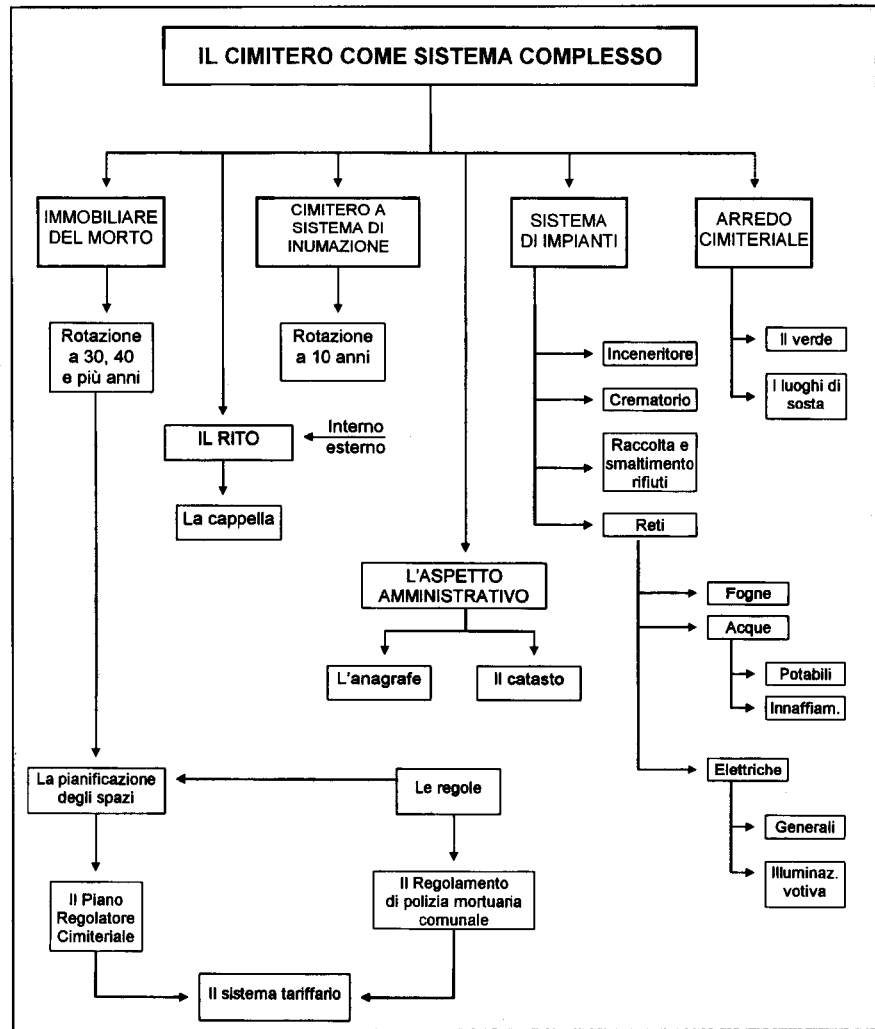 IL CIMITERO COME SISTEMA COMPLESSO
IMMOBILIARE
DEL MORTO
CIMITERO A
SISTEMA DI
INUMAZIONE
SISTEMA
DI IMPIANTI
ARREDO
CIMITERIALE
Rotazione
a 30, 40
e più anni
Rotazione
a 10 anni
Inceneritore
Il verde
Crematorio
I luoghi di
sosta
IL RITO
Interno
esterno
Raccolta e
smaltimento
rifiuti
La cappella
Reti
L'ASPETTO
AMMINISTRATIVO
Fogne
Acque
L'anagrafe
Il catasto
Potabili
Innaffiam.
La pianificazione
degli spazi
Le regole
Elettriche
Generali
Illuminaz.
votiva
Il Piano
Regolatore
Cimiteriale
Il Regolamento
di polizia mortuaria
comunale
Il sistema tariffario